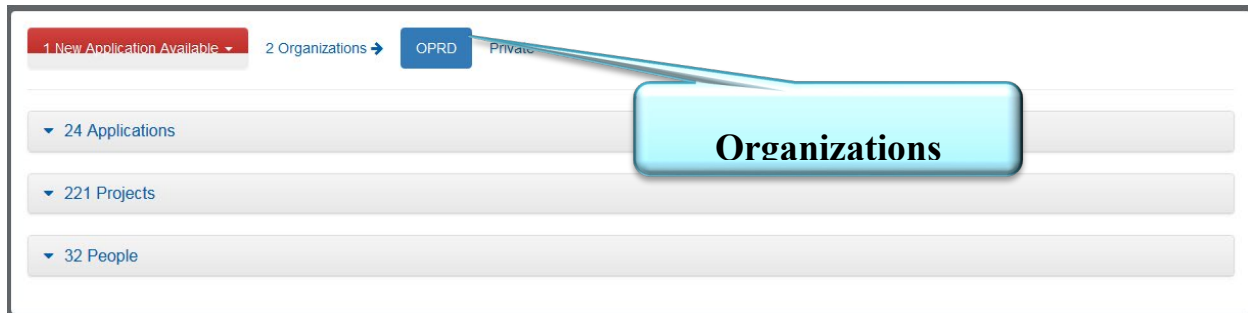 1 New Application Available 2 Organizations OPRD Private
24 Applications
Organizations
221 Projects
32 People